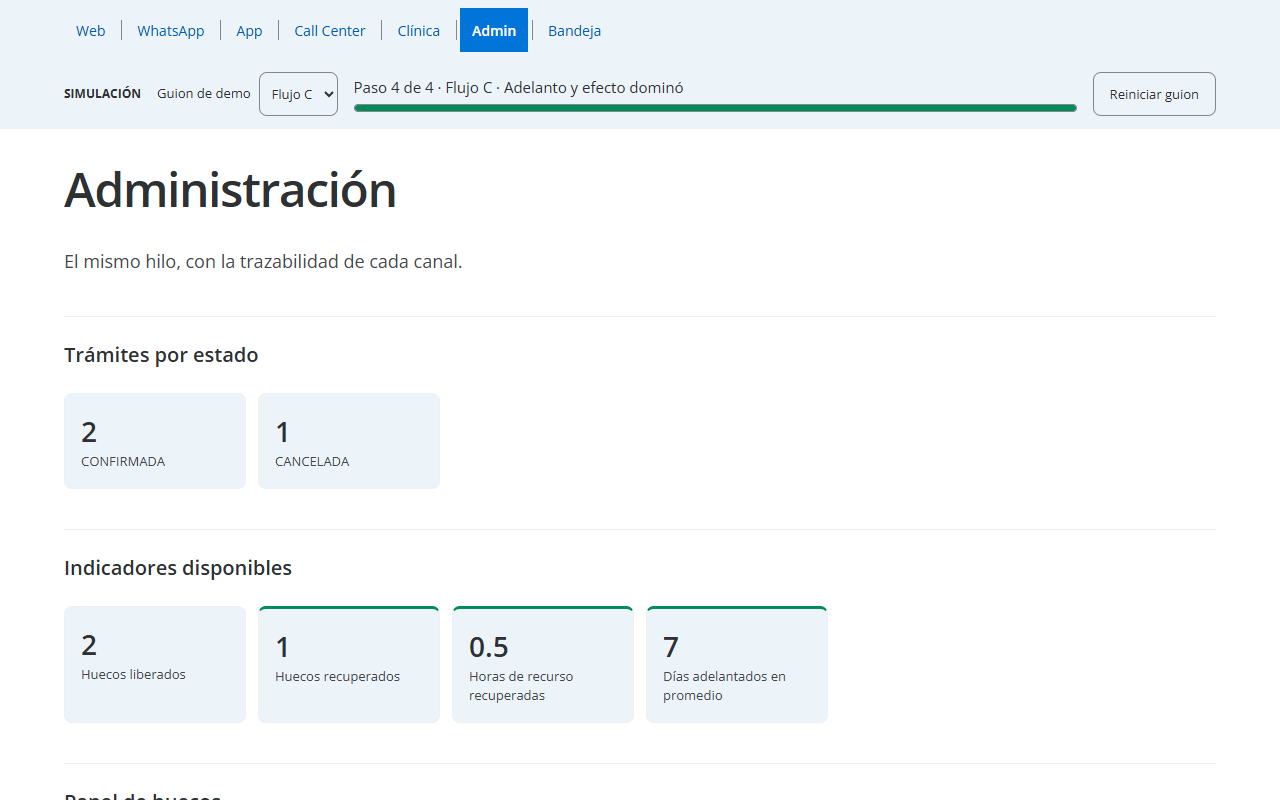 Web
WhatsApp
App
Call Center
Clínica
Admin
Bandeja
SIMULACIÓN
Guion de demo
Flujo C
Paso 4 de 4 · Flujo C · Adelanto y efecto dominó
Reiniciar guion
Administración
El mismo hilo, con la trazabilidad de cada canal.
Trámites por estado
2
CONFIRMADA
1
CANCELADA
Indicadores disponibles
2
Huecos liberados
1
Huecos recuperados
0.5
Horas de recurso
recuperadas
7
Días adelantados en
promedio
Panel de huecos